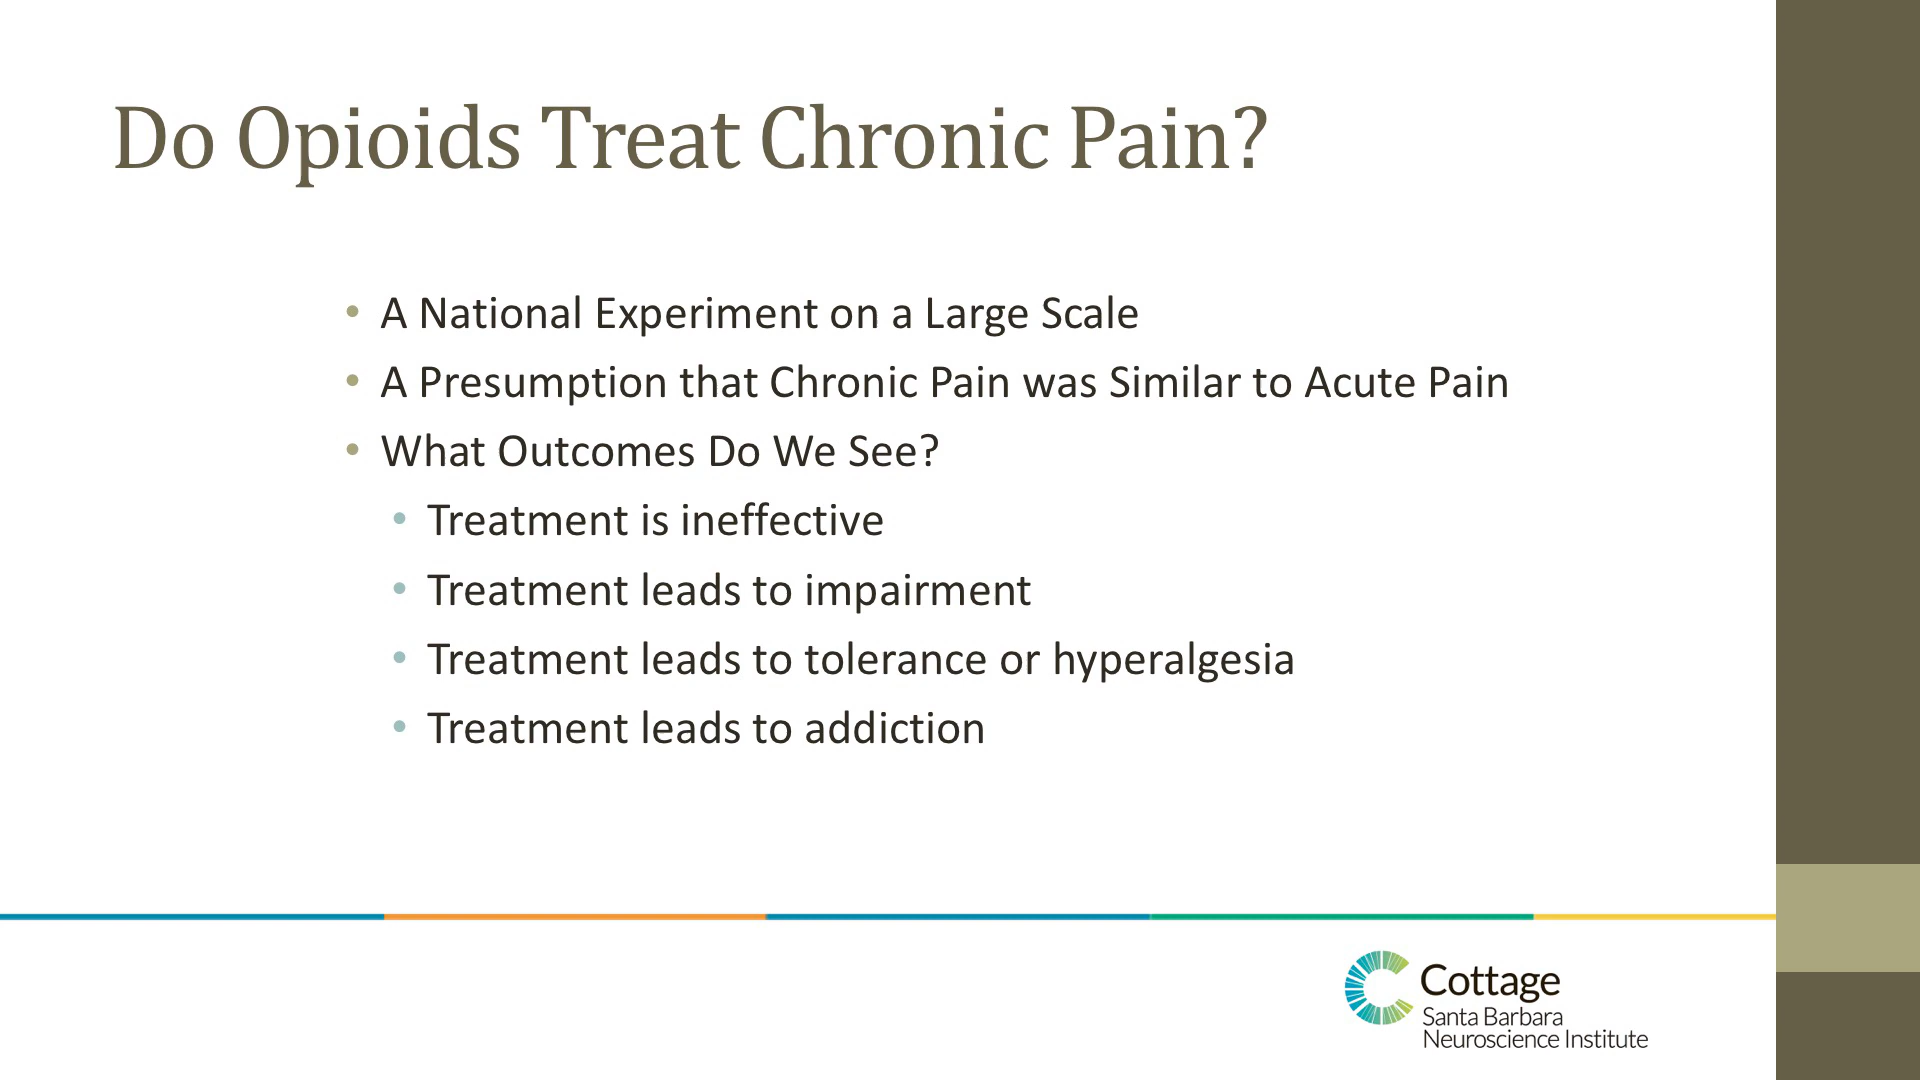 Do Opioids Treat Chronic Pain?
• A National Experiment on a Large Scale
• A Presumption that Chronic Pain was Similar to Acute Pain
• What Outcomes Do We See?
• Treatment is ineffective
• Treatment leads to impairment
• Treatment leads to tolerance or hyperalgesia
• Treatment leads to addiction
Cottage
Santa Barbara
Neuroscience Institute